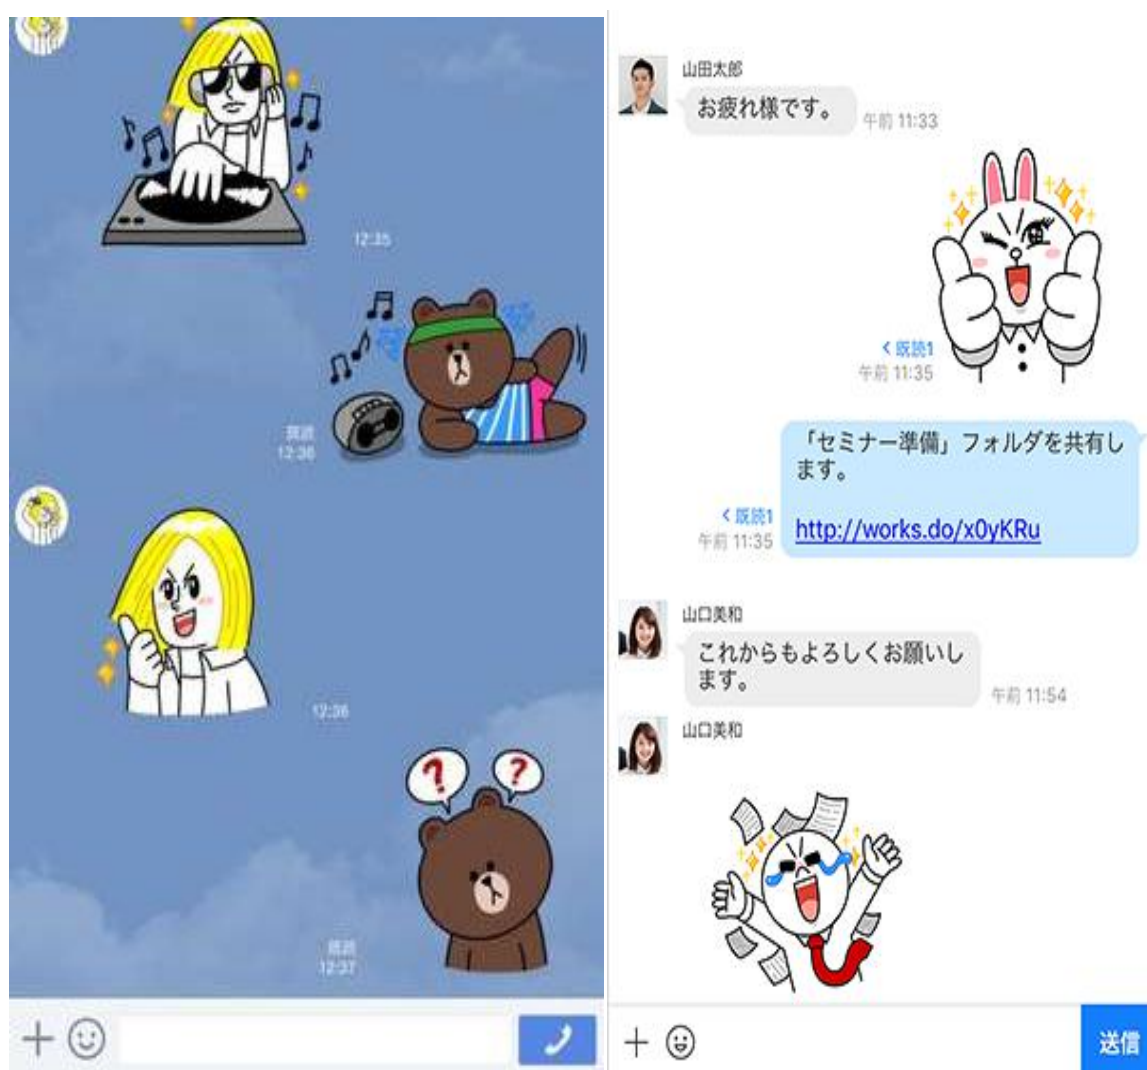 12:35
既読
12:36
12:36
?
?
既読
12:37
山田太郎
お疲れ様です。
午前 11:33
既読1
午前 11:35
「セミナー準備」フォルダを共有し
ます。
http://works.do/x0yKRu
既読1
午前 11:35
山口美和
これからもよろしくお願いし
ます。
午前 11:54
山口美和
送信